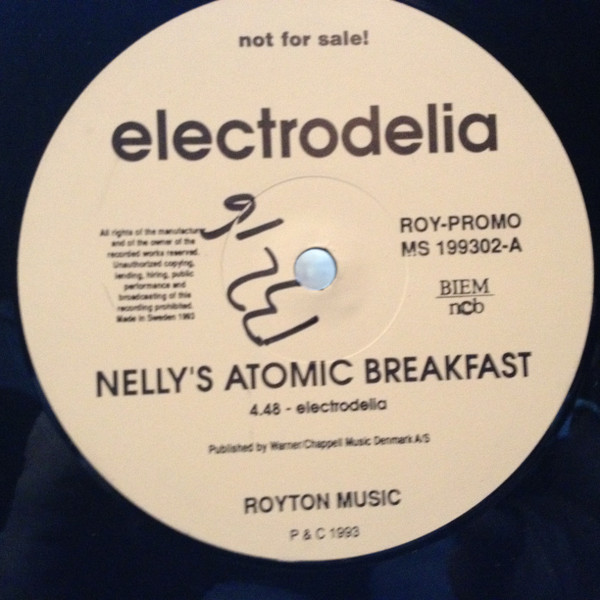 not for sale!
electrodelia
All rights of the manufacturer
and of the owner of the
recorded works reserved.
Unauthorized copying,
lending, hiring, public
performance and
broadcasting of this
recording prohibited.
Made in Sweden 1993
ROY-PROMO
MS 199302-A
BIEM
ncb
NELLY'S ATOMIC BREAKFAST
4.48 - electrodelia
Published by Warner/Chappell Music Denmark A/S
ROYTON MUSIC
P & C 1993